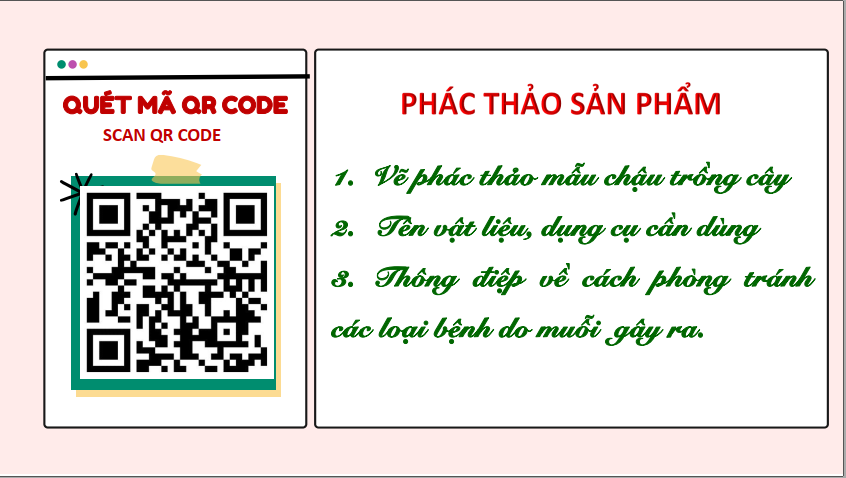 QUÉT MÃ QR CODE
SCAN QR CODE
PHÁC THẢO SẢN PHẨM
1. Vẽ phác thảo mẫu chậu trồng cây
2. Tên vật liệu, dụng cụ cần dùng
3. Thông điệp về cách phòng tránh
các loại bệnh do muỗi gây ra.